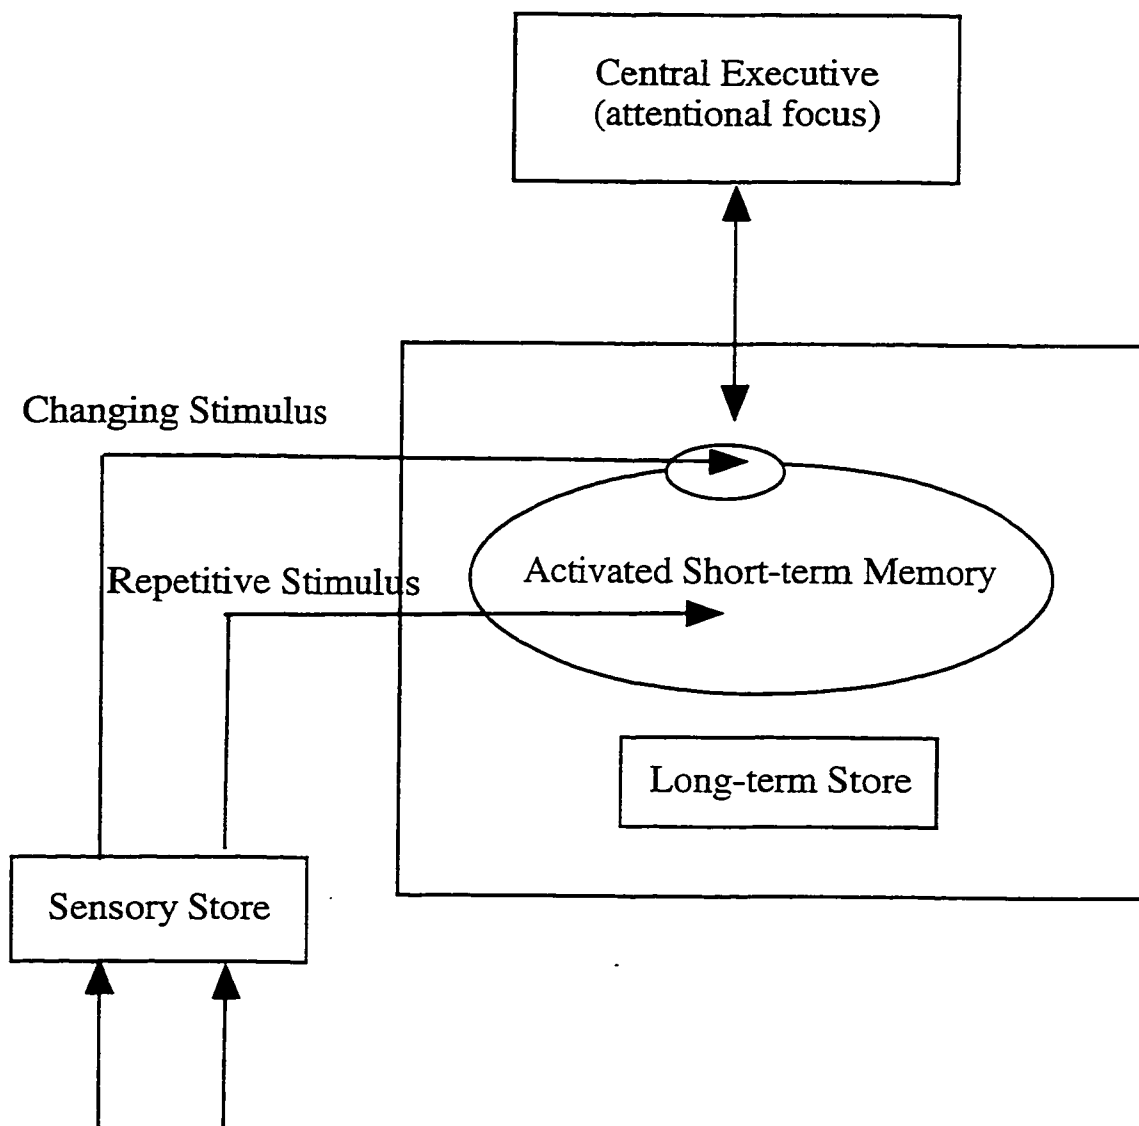 Central Executive
(attentional focus)
Changing Stimulus
Repetitive Stimulus
Activated Short-term Memory
Long-term Store
Sensory Store